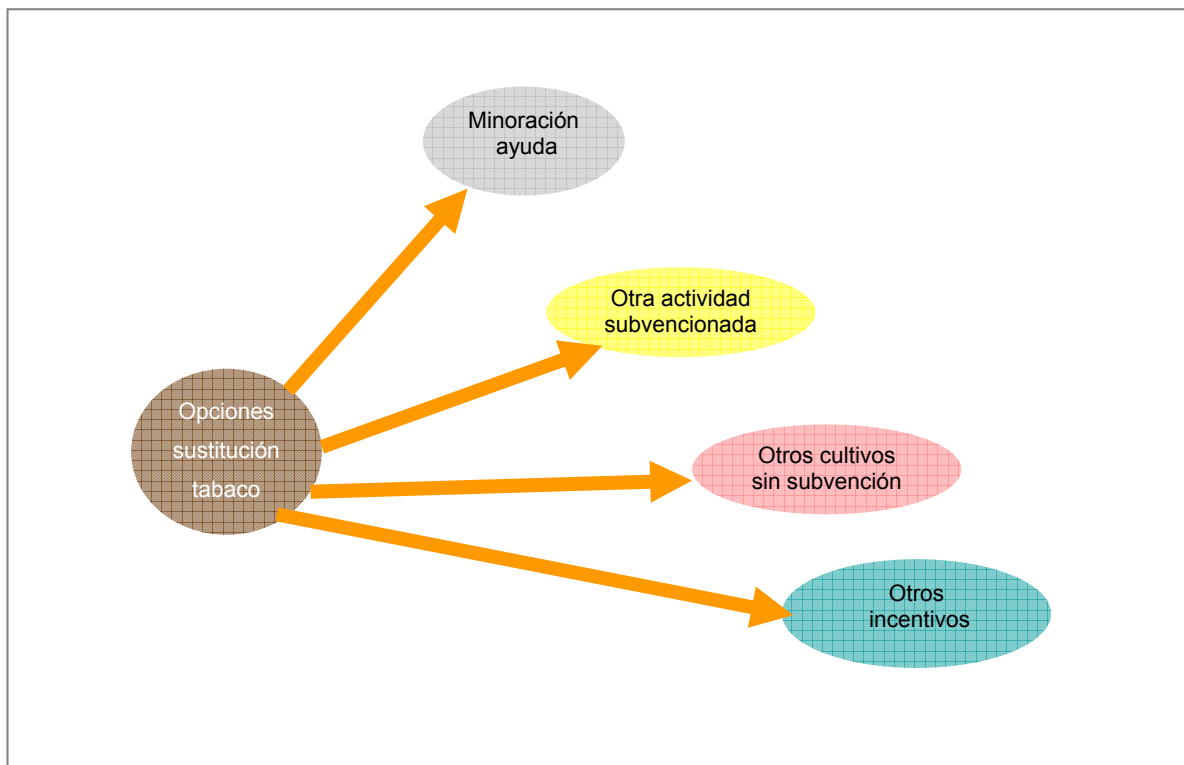 Minoración
ayuda
Otra actividad
subvencionada
Opciones
sustitución
tabaco
Otros cultivos
sin subvención
Otros
incentivos